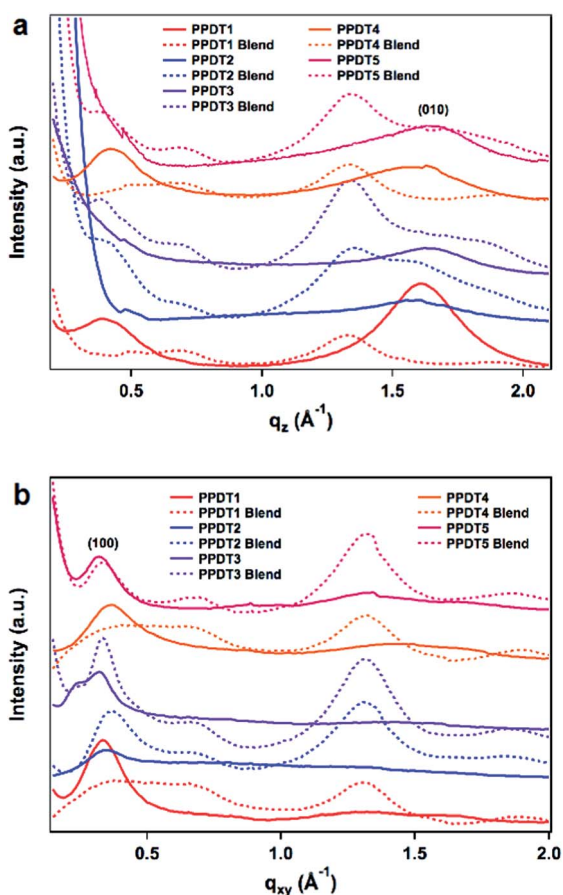 a
PPDT1
PPDT1 Blend
PPDT2
PPDT2 Blend
PPDT3
PPDT3 Blend
PPDT4
PPDT4 Blend
PPDT5
PPDT5 Blend
(010)
Intensity (a.u.)
0.5 1.0 1.5 2.0
qz (Å-1)
b
PPDT1
PPDT1 Blend
PPDT2
PPDT2 Blend
PPDT3
PPDT3 Blend
PPDT4
PPDT4 Blend
PPDT5
PPDT5 Blend
(100)
Intensity (a.u.)
0.5 1.0 1.5 2.0
qxy (Å-1)